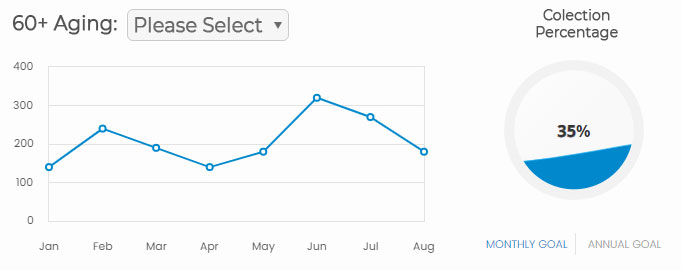 60+ Aging: Please Select
400
300
200
100
0
Jan Feb Mar Apr May Jun Jul Aug
Colection
Percentage
35%
MONTHLY GOAL ANNUAL GOAL